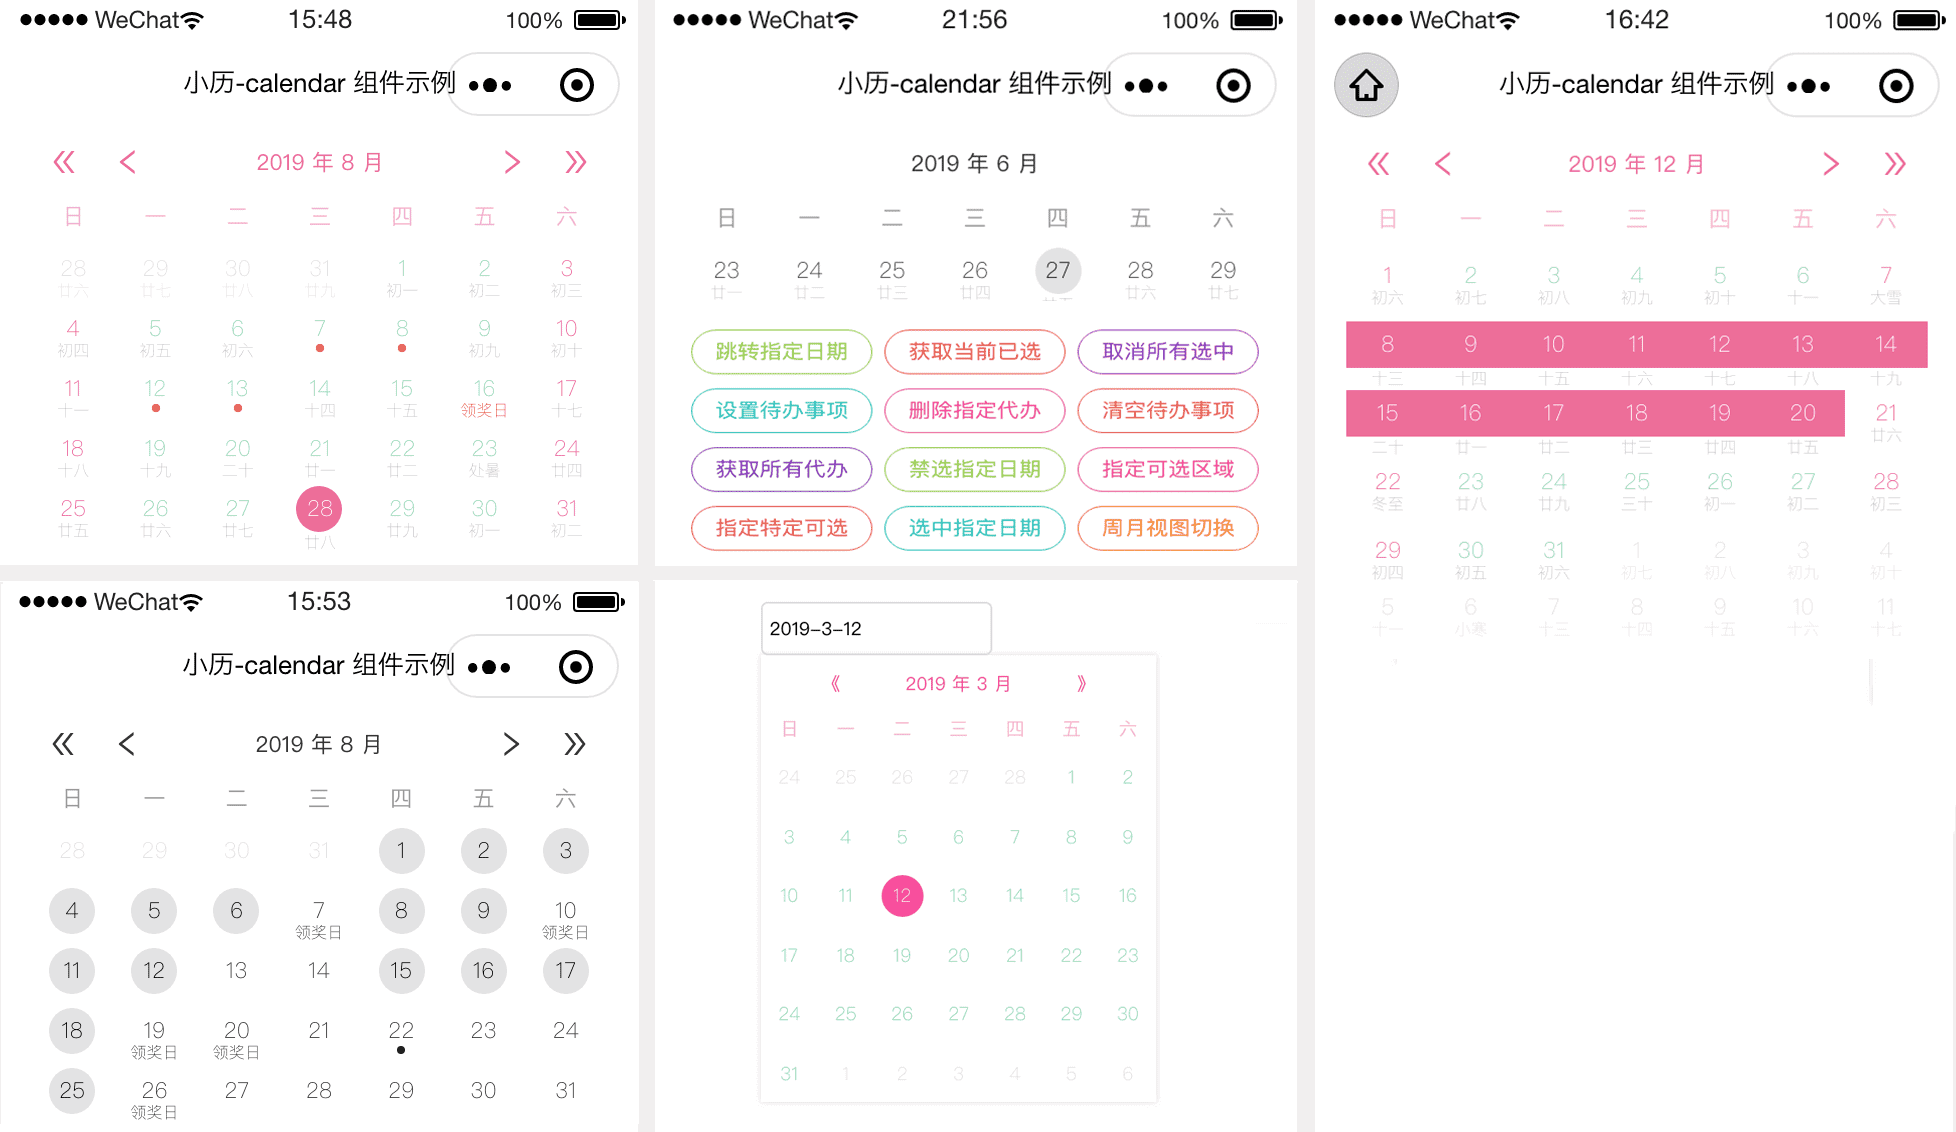 ●●●●● WeChat 15:48 100%
小历-calendar 组件示例
2019 年 8 月
日 一 二 三 四 五 六
28 29 30 31 1 2 3
廿六 廿七 廿八 廿九 初一 初二 初三
4 5 6 7 8 9 10
初四 初五 初六 初九 初十
11 12 13 14 15 16 17
十一 十四 十五 领奖日 十七
18 19 20 21 22 23 24
十八 十九 二十 廿一 廿二 处暑 廿四
25 26 27 28 29 30 31
廿五 廿六 廿七 廿八 廿九 初一 初二
●●●●● WeChat 15:53 100%
小历-calendar 组件示例
2019 年 8 月
日 一 二 三 四 五 六
28 29 30 31 1 2 3
4 5 6 7 8 9 10
领奖日 领奖日
11 12 13 14 15 16 17
18 19 20 21 22 23 24
领奖日 领奖日
25 26 27 28 29 30 31
领奖日
●●●●● WeChat 21:56 100%
小历-calendar 组件示例
2019 年 6 月
日 一 二 三 四 五 六
23 24 25 26 27 28 29
廿一 廿二 廿三 廿四 廿六 廿七
跳转指定日期 获取当前已选 取消所有选中
设置待办事项 删除指定代办 清空待办事项
获取所有代办 禁选指定日期 指定可选区域
指定特定可选 选中指定日期 周月视图切换
2019-3-12
《 2019 年 3 月 》
日 一 二 三 四 五 六
24 25 26 27 28 1 2
3 4 5 6 7 8 9
10 11 12 13 14 15 16
17 18 19 20 21 22 23
24 25 26 27 28 29 30
31 1 2 3 4 5 6
●●●●● WeChat 16:42 100%
小历-calendar 组件示例
2019 年 12 月
日 一 二 三 四 五 六
1 2 3 4 5 6 7
初六 初七 初八 初九 初十 十一 大雪
8 9 10 11 12 13 14
十三 十四 十五 十六 十七 十八 十九
15 16 17 18 19 20 21
二十 廿一 廿二 廿三 廿四 廿五 廿六
22 23 24 25 26 27 28
冬至 廿八 廿九 三十 初一 初二 初三
29 30 31 1 2 3 4
初四 初五 初六 初七 初八 初九 初十
5 6 7 8 9 10 11
十一 小寒 十三 十四 十五 十六 十七